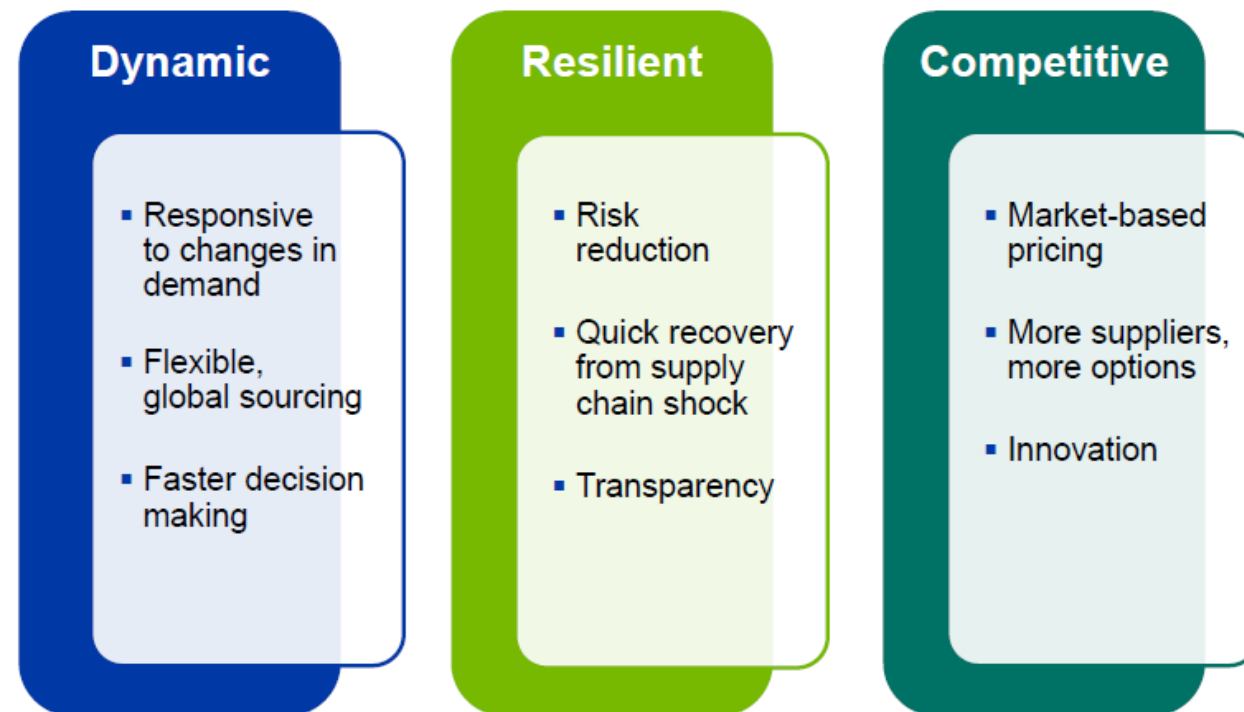 Dynamic
▪ Responsive
to changes in
demand
▪ Flexible,
global sourcing
▪ Faster decision
making
Resilient
▪ Risk
reduction
▪ Quick recovery
from supply
chain shock
▪ Transparency
Competitive
▪ Market-based
pricing
▪ More suppliers,
more options
▪ Innovation